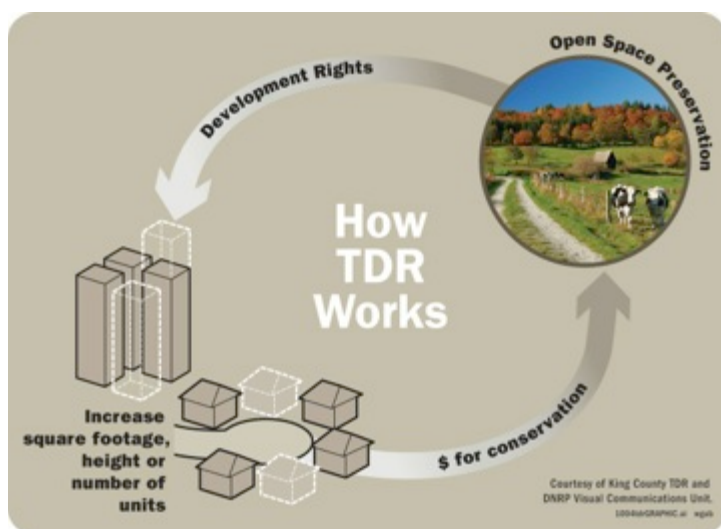 Open Space Preservation
Development Rights
How
TDR
Works
Increase
square footage,
height or
number of
units
$ for conservation
Courtesy of King County TDR and
DNRP Visual Communications Unit.